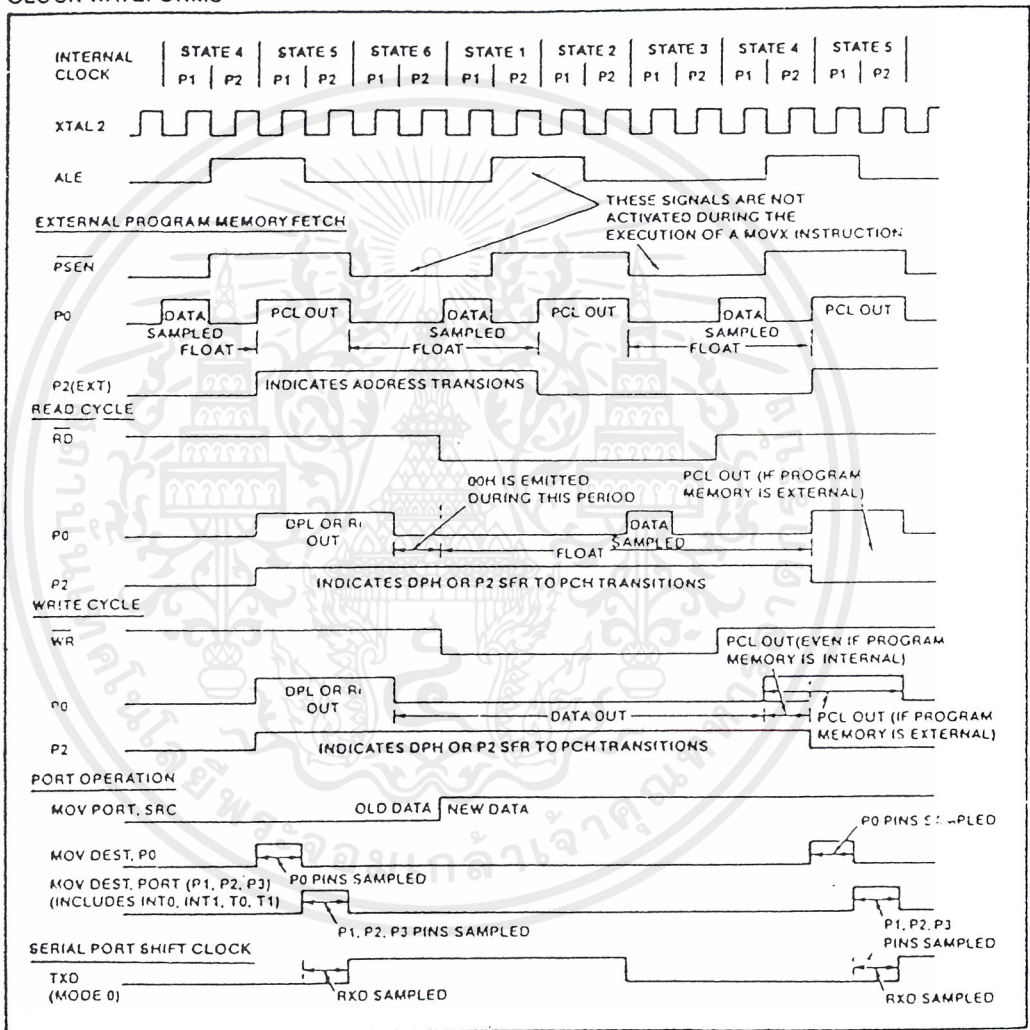 CLOCK WAVEFORMS
INTERNAL CLOCK
STATE 4 STATE 5 STATE 6 STATE 1 STATE 2 STATE 3 STATE 4 STATE 5
P1 P2 P1 P2 P1 P2 P1 P2 P1 P2 P1 P2 P1 P2 P1 P2
XTAL 2
ALE
THESE SIGNALS ARE NOT
ACTIVATED DURING THE
EXECUTION OF A MOVX INSTRUCTION
EXTERNAL PROGRAM MEMORY FETCH
PSEN
P0
DATA PCL OUT DATA PCL OUT DATA PCL OUT
SAMPLED SAMPLED SAMPLED
FLOAT FLOAT FLOAT
P2(EXT)
INDICATES ADDRESS TRANSIONS
READ CYCLE
RD
00H IS EMITTED
DURING THIS PERIOD
PCL OUT (IF PROGRAM
MEMORY IS EXTERNAL)
P0
DPL OR Ri
OUT
DATA
SAMPLED
FLOAT
P2
INDICATES DPH OR P2 SFR TO PCH TRANSITIONS
WRITE CYCLE
WR
PCL OUT(EVEN IF PROGRAM
MEMORY IS INTERNAL)
P0
DPL OR Ri
OUT
DATA OUT
PCL OUT (IF PROGRAM
MEMORY IS EXTERNAL)
P2
INDICATES DPH OR P2 SFR TO PCH TRANSITIONS
PORT OPERATION
MOV PORT, SRC
OLD DATA NEW DATA
P0 PINS SAMPLED
MOV DEST, P0
P0 PINS SAMPLED
MOV DEST, PORT (P1, P2, P3)
(INCLUDES INT0, INT1, T0, T1)
P1, P2, P3 PINS SAMPLED
P1, P2, P3
PINS SAMPLED
SERIAL PORT SHIFT CLOCK
TXD
(MODE 0)
RXD SAMPLED
RXD SAMPLED